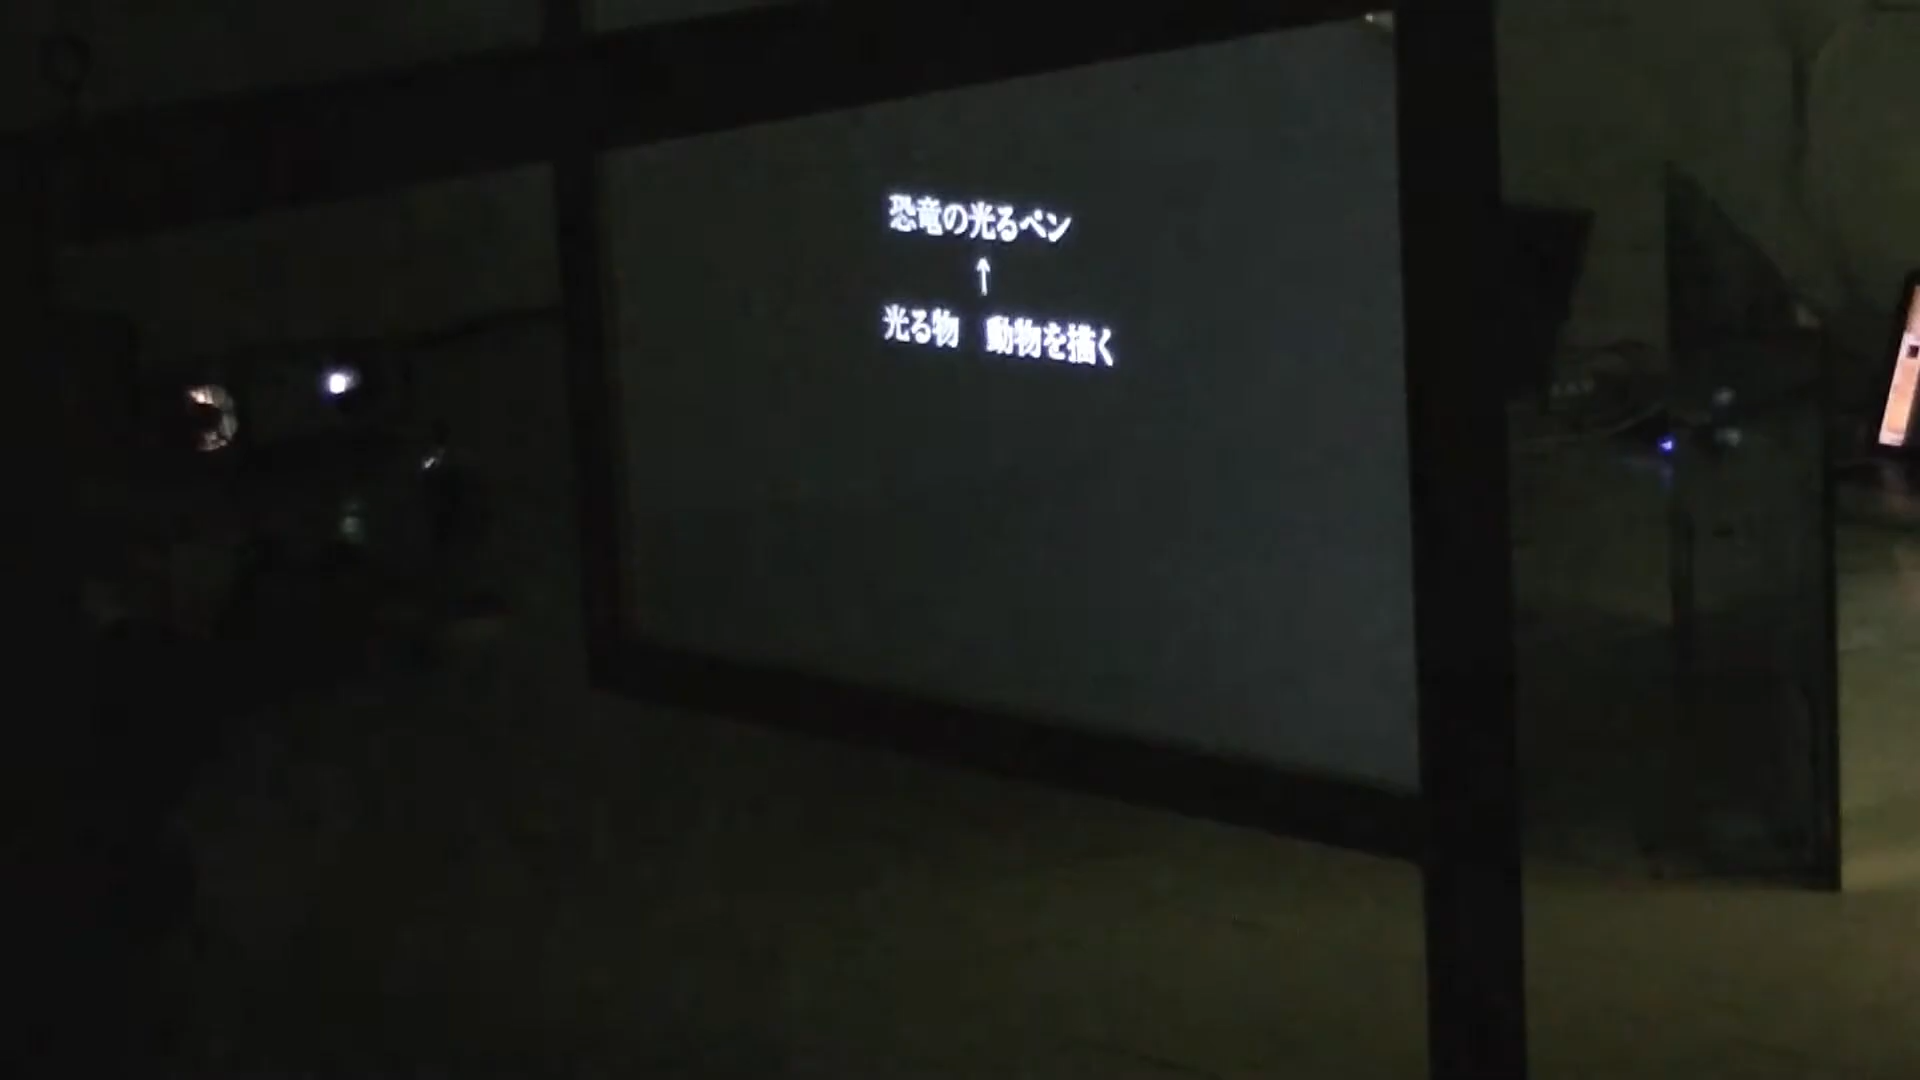 恐竜の光るペン
↑
光る物　動物を描く